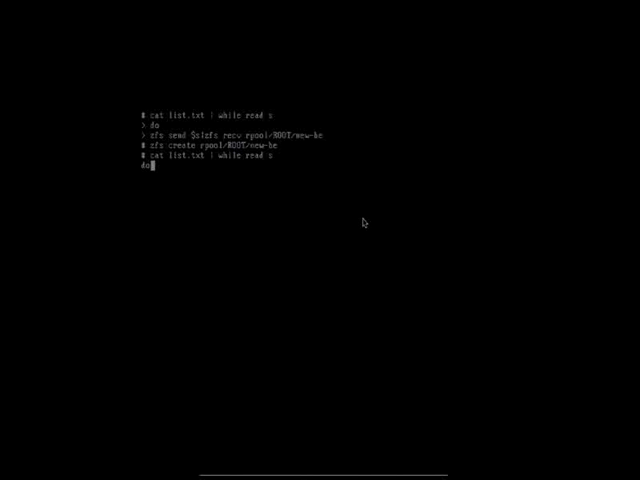 # cat list.txt | while read s
> do
> zfs send $s|zfs recv rpool/ROOT/new-be
# zfs create rpool/ROOT/new-be
# cat list.txt | while read s
do